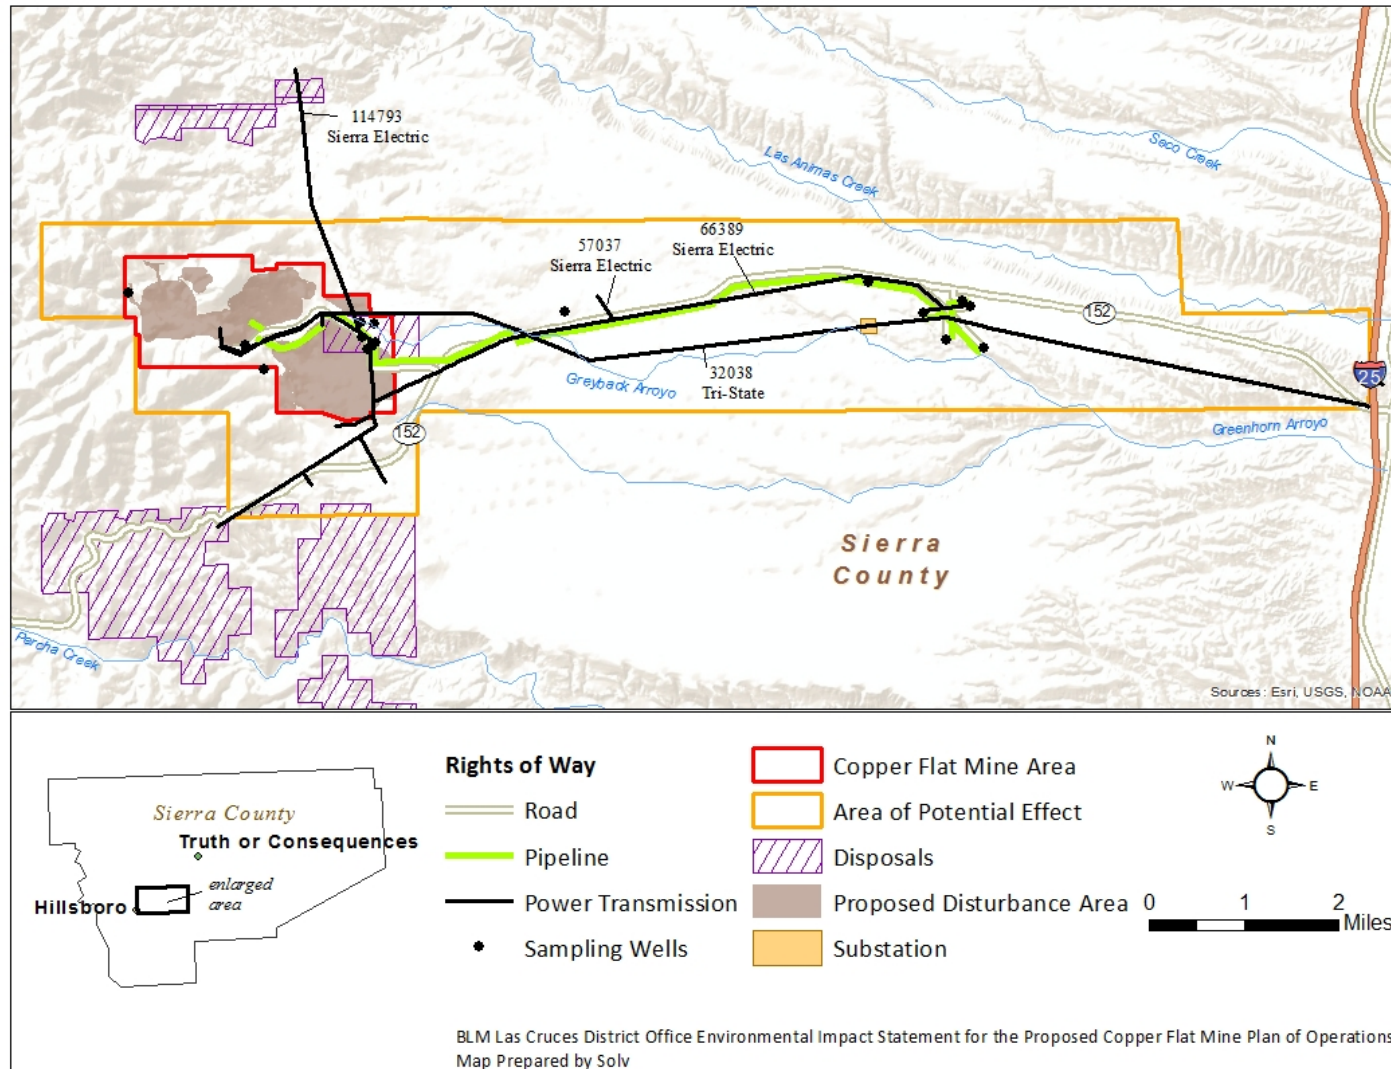 114793
Sierra Electric
Seco Creek
Las Animas Creek
66389
Sierra Electric
57037
Sierra Electric
152
25
32038
Tri-State
Greyback Arroyo
Greenhorn Arroyo
152
Sierra
County
Percha Creek
Sources: Esri, USGS, NOAA
Sierra County
Truth or Consequences
enlarged
area
Hillsboro
Rights of Way
Road
Pipeline
Power Transmission
Sampling Wells
Copper Flat Mine Area
Area of Potential Effect
Disposals
Proposed Disturbance Area
Substation
N
W E
S
0 1 2
Miles
BLM Las Cruces District Office Environmental Impact Statement for the Proposed Copper Flat Mine Plan of Operations
Map Prepared by Solv